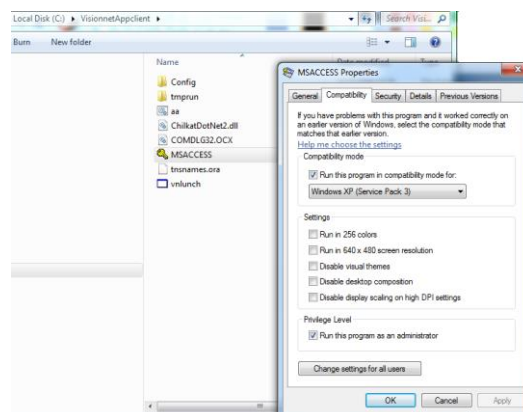 Local Disk (C:) ▸ VisionnetAppclient ▸
Search Visi...
Burn
New folder
Name
Date modified
Type
Config
tmprun
aa
ChilkatDotNet2.dll
COMDLG32.OCX
MSACCESS
tnsnames.ora
vnlunch
MSACCESS Properties
General
Compatibility
Security
Details
Previous Versions
If you have problems with this program and it worked correctly on
an earlier version of Windows, select the compatibility mode that
matches that earlier version.
Help me choose the settings
Compatibility mode
Run this program in compatibility mode for:
Windows XP (Service Pack 3)
Settings
Run in 256 colors
Run in 640 x 480 screen resolution
Disable visual themes
Disable desktop composition
Disable display scaling on high DPI settings
Privilege Level
Run this program as an administrator
Change settings for all users
OK
Cancel
Apply